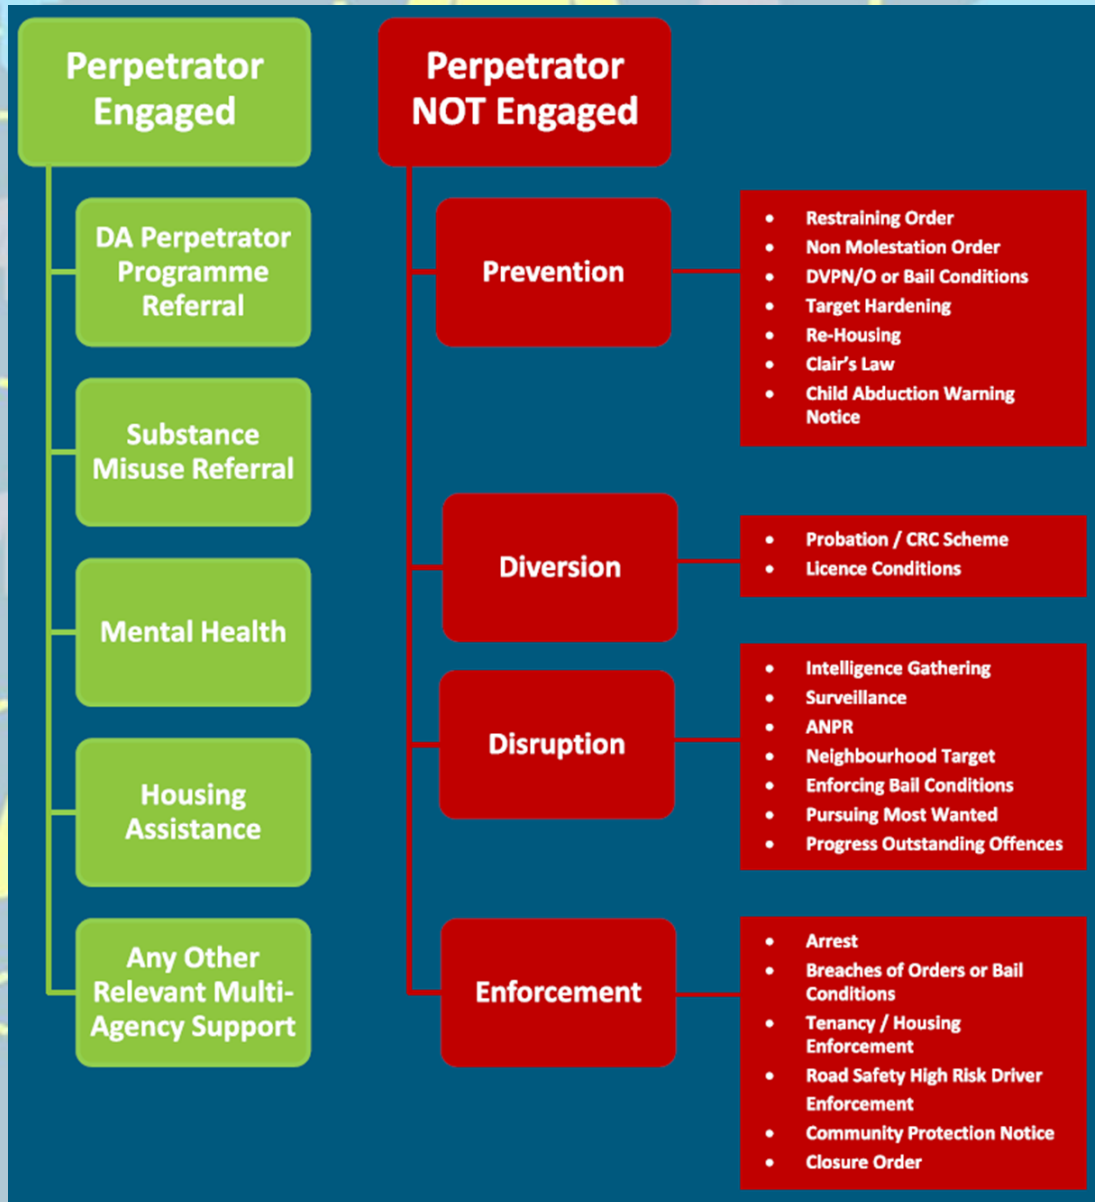 Perpetrator
Engaged
DA Perpetrator
Programme
Referral
Substance
Misuse Referral
Mental Health
Housing
Assistance
Any Other
Relevant Multi-
Agency Support
Perpetrator
NOT Engaged
Prevention
• Restraining Order
• Non Molestation Order
• DVPN/O or Bail Conditions
• Target Hardening
• Re-Housing
• Clair's Law
• Child Abduction Warning
Notice
Diversion
• Probation / CRC Scheme
• Licence Conditions
Disruption
• Intelligence Gathering
• Surveillance
• ANPR
• Neighbourhood Target
• Enforcing Bail Conditions
• Pursuing Most Wanted
• Progress Outstanding Offences
Enforcement
• Arrest
• Breaches of Orders or Bail
Conditions
• Tenancy / Housing
Enforcement
• Road Safety High Risk Driver
Enforcement
• Community Protection Notice
• Closure Order